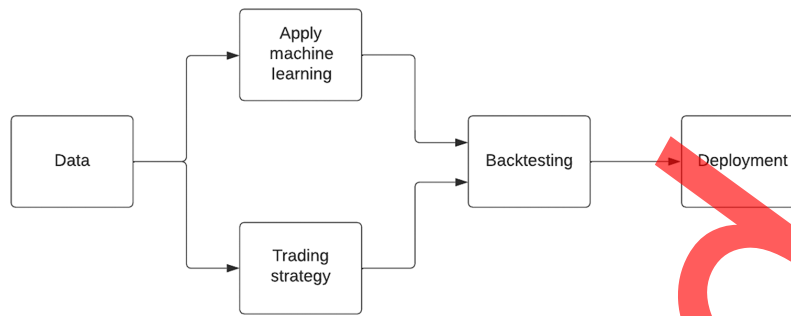 Apply
machine
learning
Data
Backtesting
Deployment
Trading
strategy